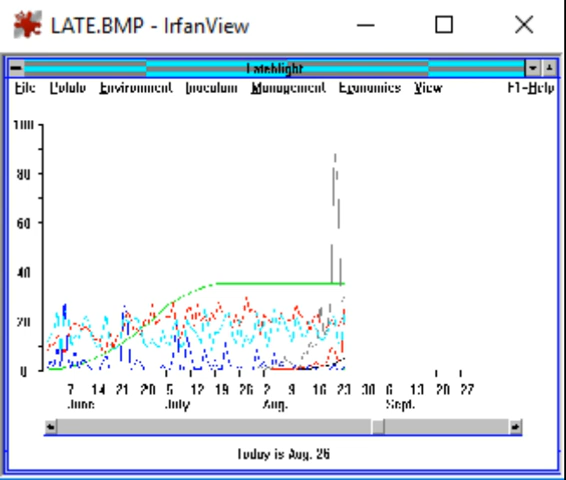 LATE.BMP - IrfanView
Lateblight
File Potato Environment Inoculum Management Economics View F1-Help
100
80
60
40
20
0
7 14 21 28 5 12 19 26 2 9 16 23 30 6 13 20 27
June July Aug. Sept.
Today is Aug. 26